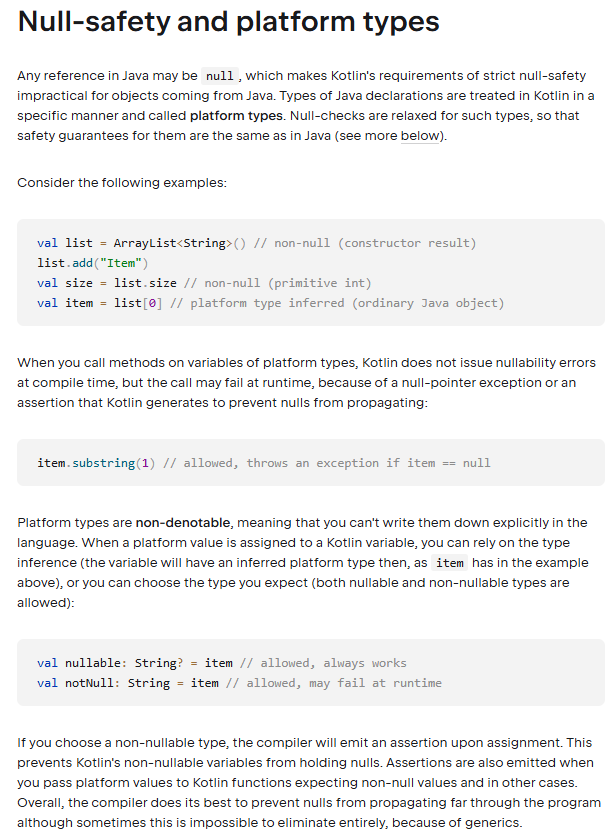 Null-safety and platform types
Any reference in Java may be null , which makes Kotlin's requirements of strict null-safety
impractical for objects coming from Java. Types of Java declarations are treated in Kotlin in a
specific manner and called platform types. Null-checks are relaxed for such types, so that
safety guarantees for them are the same as in Java (see more below).
Consider the following examples:
val list = ArrayList<String>() // non-null (constructor result)
list.add("Item")
val size = list.size // non-null (primitive int)
val item = list[0] // platform type inferred (ordinary Java object)
When you call methods on variables of platform types, Kotlin does not issue nullability errors
at compile time, but the call may fail at runtime, because of a null-pointer exception or an
assertion that Kotlin generates to prevent nulls from propagating:
item.substring(1) // allowed, throws an exception if item == null
Platform types are non-denotable, meaning that you can't write them down explicitly in the
language. When a platform value is assigned to a Kotlin variable, you can rely on the type
inference (the variable will have an inferred platform type then, as item has in the example
above), or you can choose the type you expect (both nullable and non-nullable types are
allowed):
val nullable: String? = item // allowed, always works
val notNull: String = item // allowed, may fail at runtime
If you choose a non-nullable type, the compiler will emit an assertion upon assignment. This
prevents Kotlin's non-nullable variables from holding nulls. Assertions are also emitted when
you pass platform values to Kotlin functions expecting non-null values and in other cases.
Overall, the compiler does its best to prevent nulls from propagating far through the program
although sometimes this is impossible to eliminate entirely, because of generics.